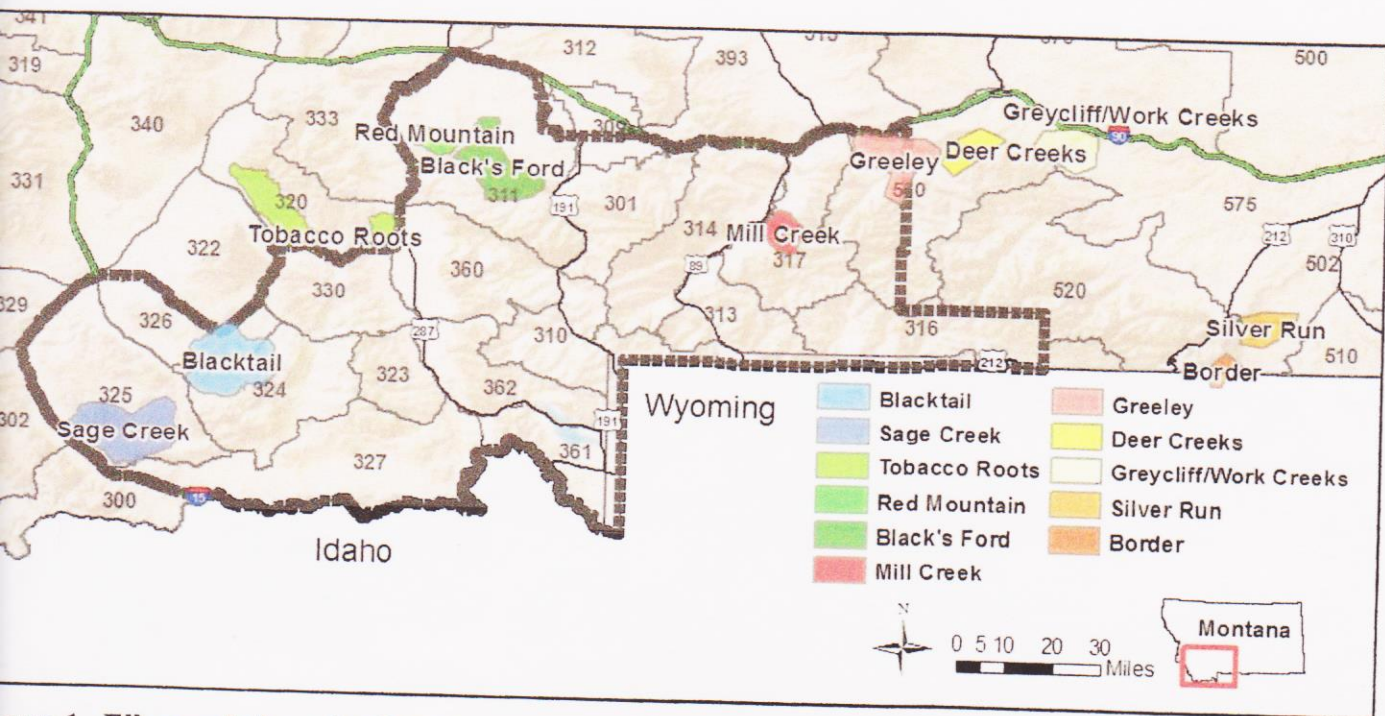 341
319
340
331
333
312
393
500
Greycliff/Work Creeks
90
Red Mountain
Black's Ford
311
309
Greeley
Deer Creeks
320
191
301
575
Tobacco Roots
322
314
Mill Creek
317
212
310
502
360
89
329
330
520
326
287
313
316
Silver Run
310
Blacktail
324
323
362
212
Border
510
325
302
Sage Creek
191
Wyoming
361
327
300
15
Idaho
Blacktail
Sage Creek
Tobacco Roots
Red Mountain
Black's Ford
Mill Creek
Greeley
Deer Creeks
Greycliff/Work Creeks
Silver Run
Border
N
0 5 10 20 30
Miles
Montana